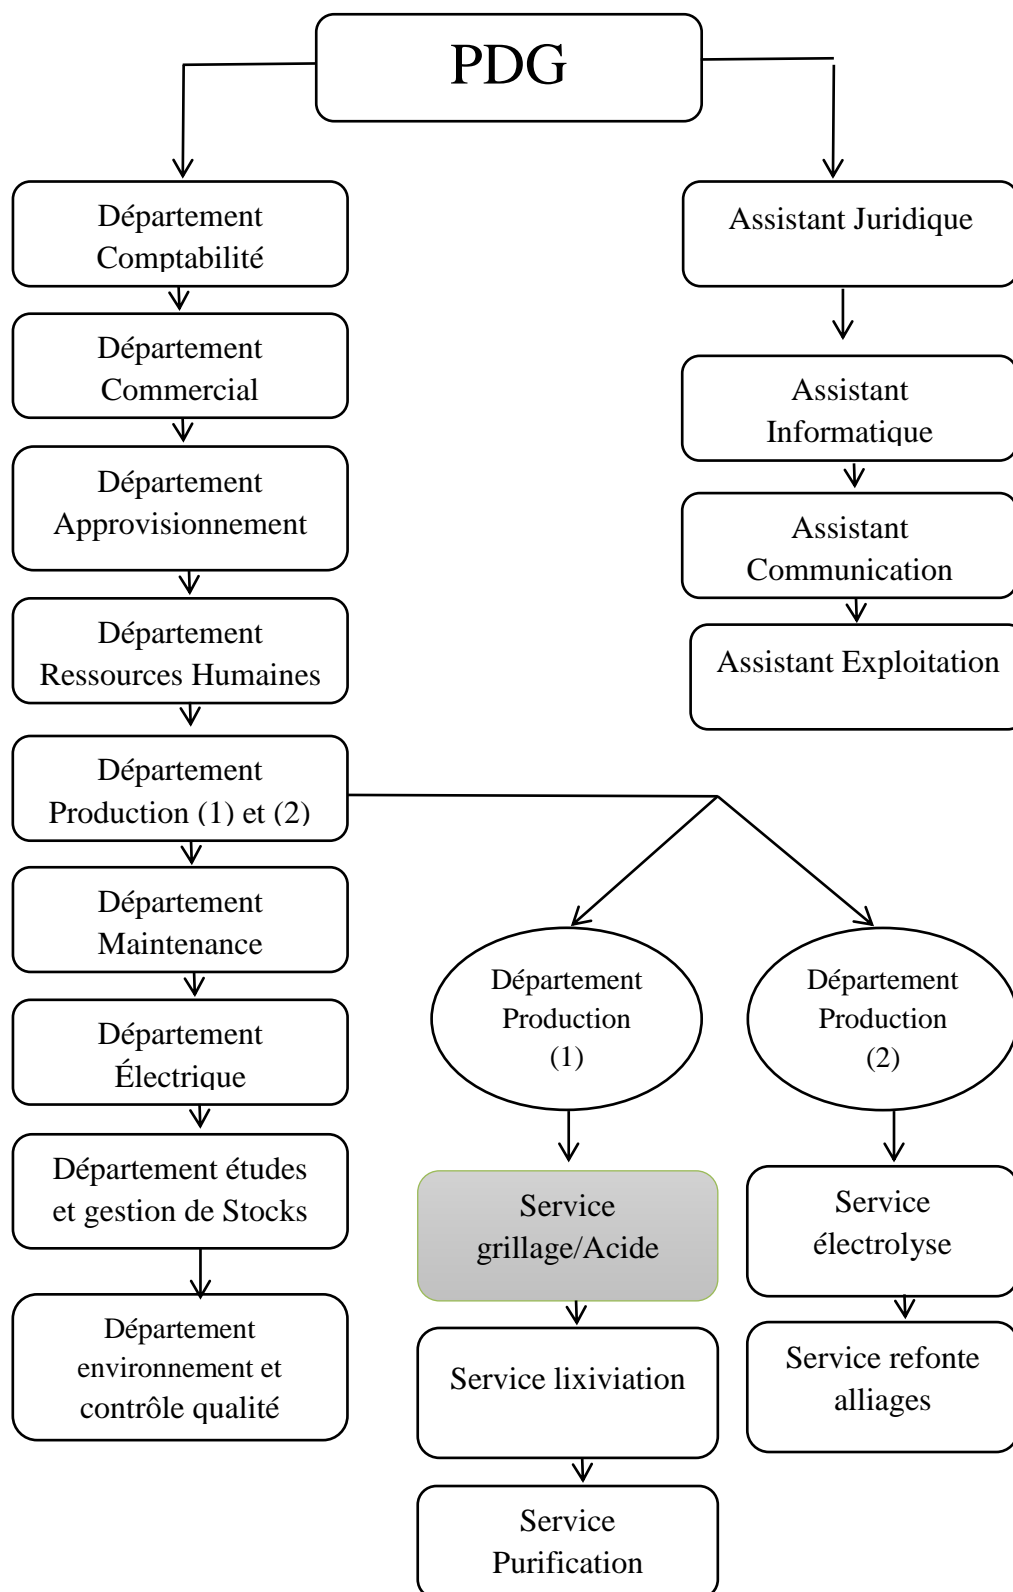 PDG
Département
Comptabilité
Département
Commercial
Département
Approvisionnement
Département
Ressources Humaines
Département
Production (1) et (2)
Département
Maintenance
Département
Électrique
Département études
et gestion de Stocks
Département
environnement et
contrôle qualité
Assistant Juridique
Assistant
Informatique
Assistant
Communication
Assistant Exploitation
Département
Production
(1)
Service
grillage/Acide
Service lixiviation
Service
Purification
Département
Production
(2)
Service
électrolyse
Service refonte
alliages